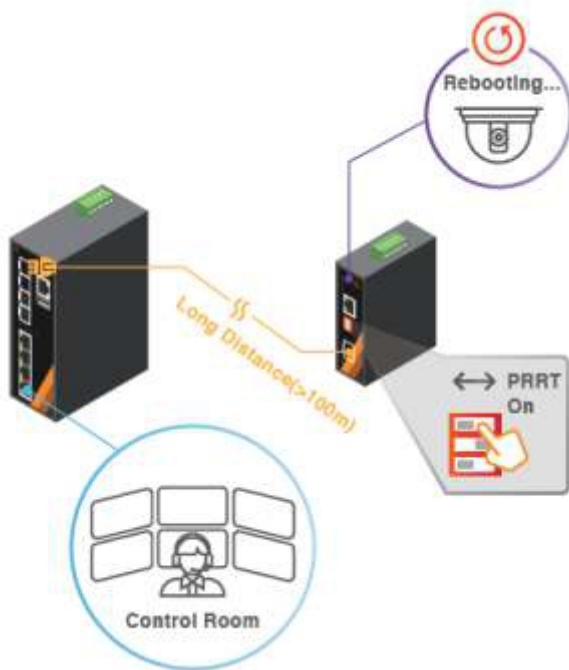 Rebooting...
Long Distance(>100m)
PRRT
On
Control Room